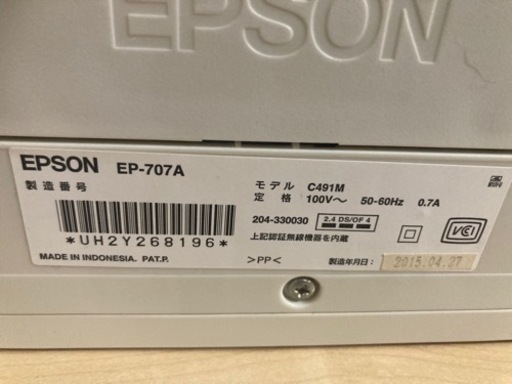 EPSON
EPSON EP-707A
製造番号
*UH2Y268196*
MADE IN INDONESIA. PAT.P.
モデル C491M
定格 100V~ 50-60Hz 0.7A
204-330030 2.4 DS/OF 4
上記認証無線機器を内蔵
>PP<
VCI
製造年月日: 2015.04.27